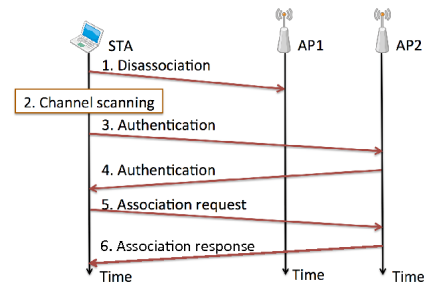 STA
AP1
AP2
1. Disassociation
2. Channel scanning
3. Authentication
4. Authentication
5. Association request
6. Association response
Time
Time
Time